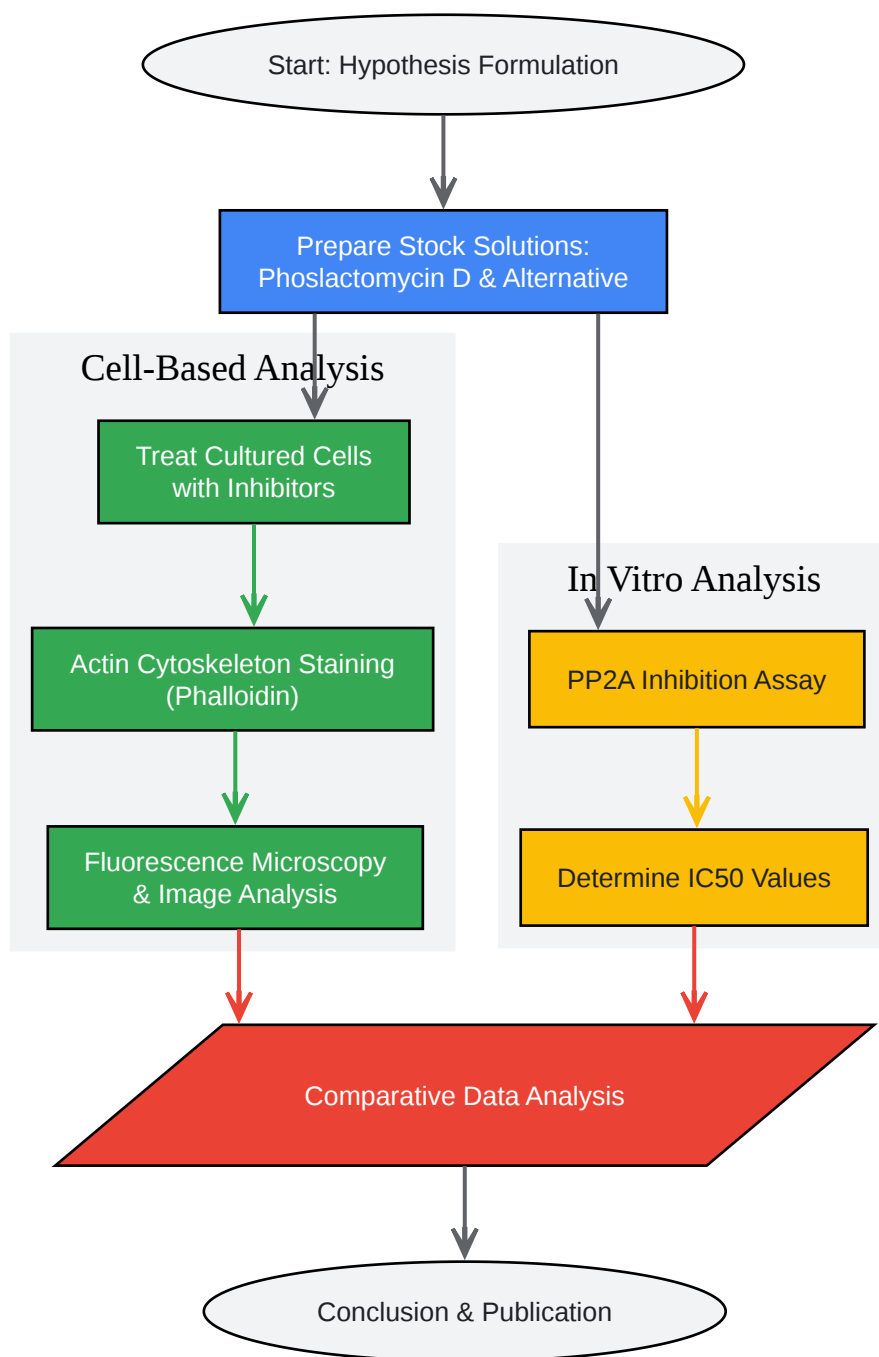 Start: Hypothesis Formulation
Prepare Stock Solutions:
Phoslactomycin D & Alternative
Cell-Based Analysis
Treat Cultured Cells
with Inhibitors
Actin Cytoskeleton Staining
(Phalloidin)
Fluorescence Microscopy
& Image Analysis
In Vitro Analysis
PP2A Inhibition Assay
Determine IC50 Values
Comparative Data Analysis
Conclusion & Publication